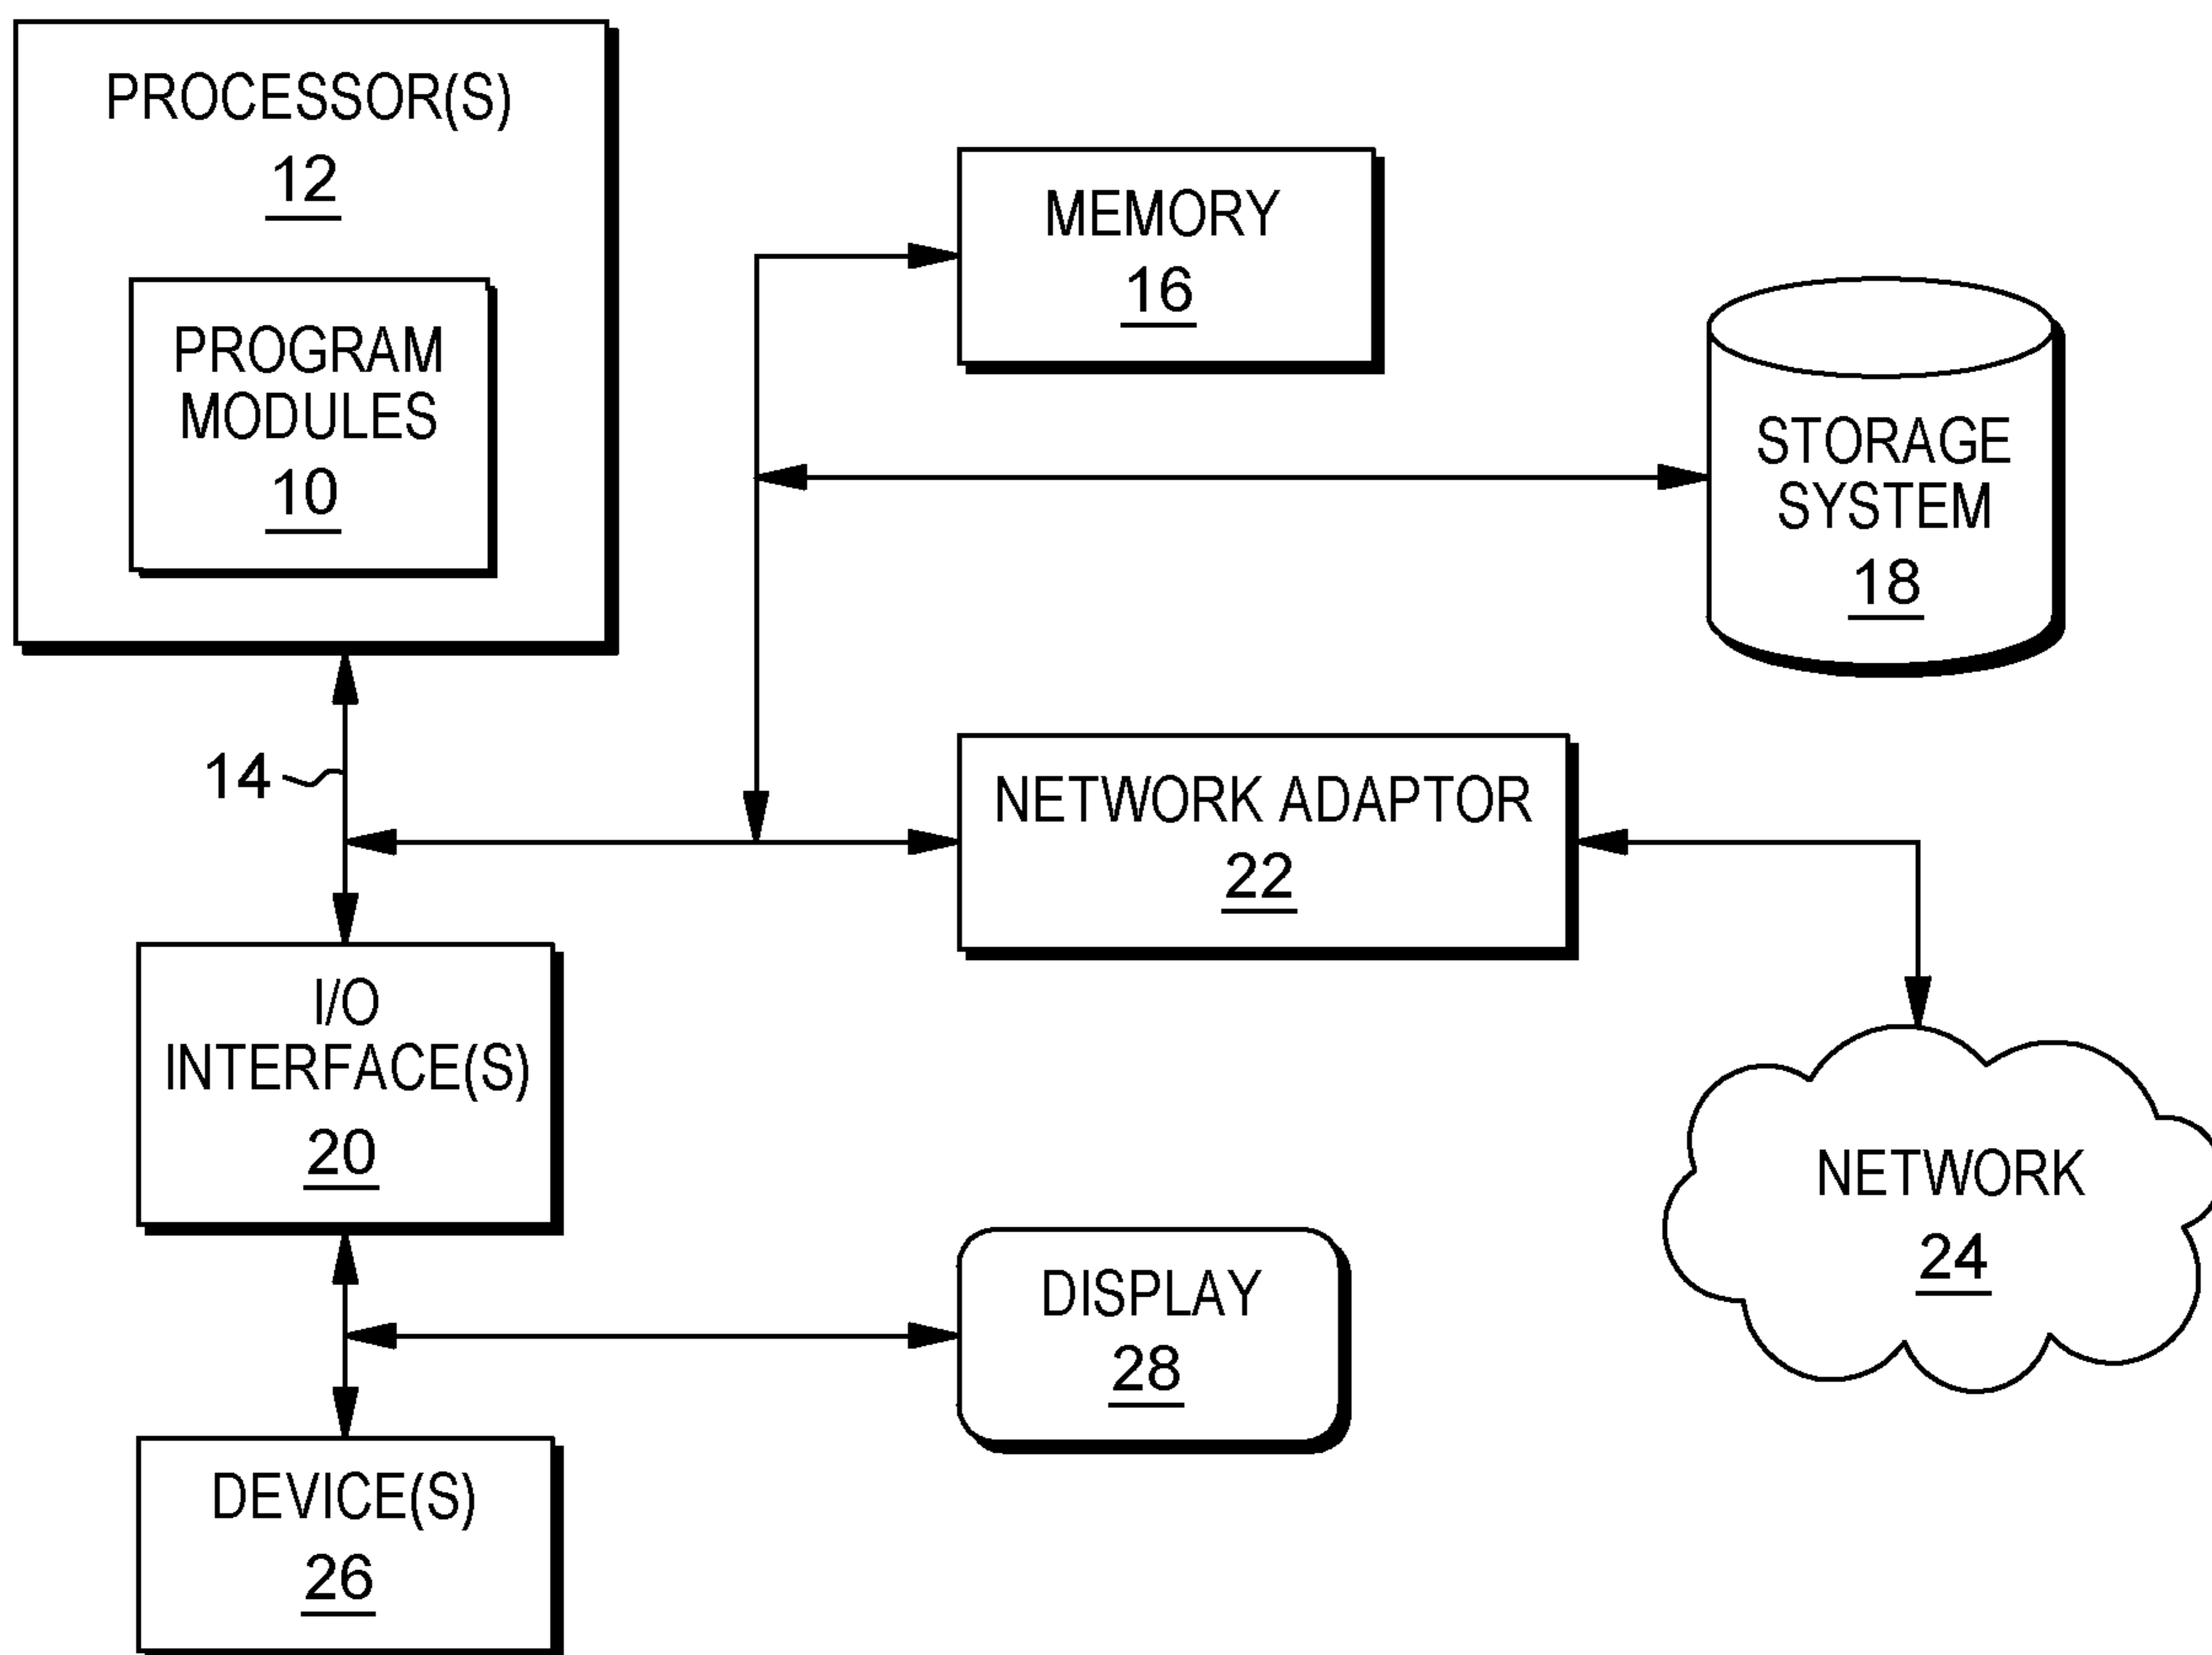 PROCESSOR(S)
12
PROGRAM
MODULES
10
MEMORY
16
STORAGE
SYSTEM
18
14
NETWORK ADAPTOR
22
I/O
INTERFACE(S)
20
NETWORK
24
DISPLAY
28
DEVICE(S)
26